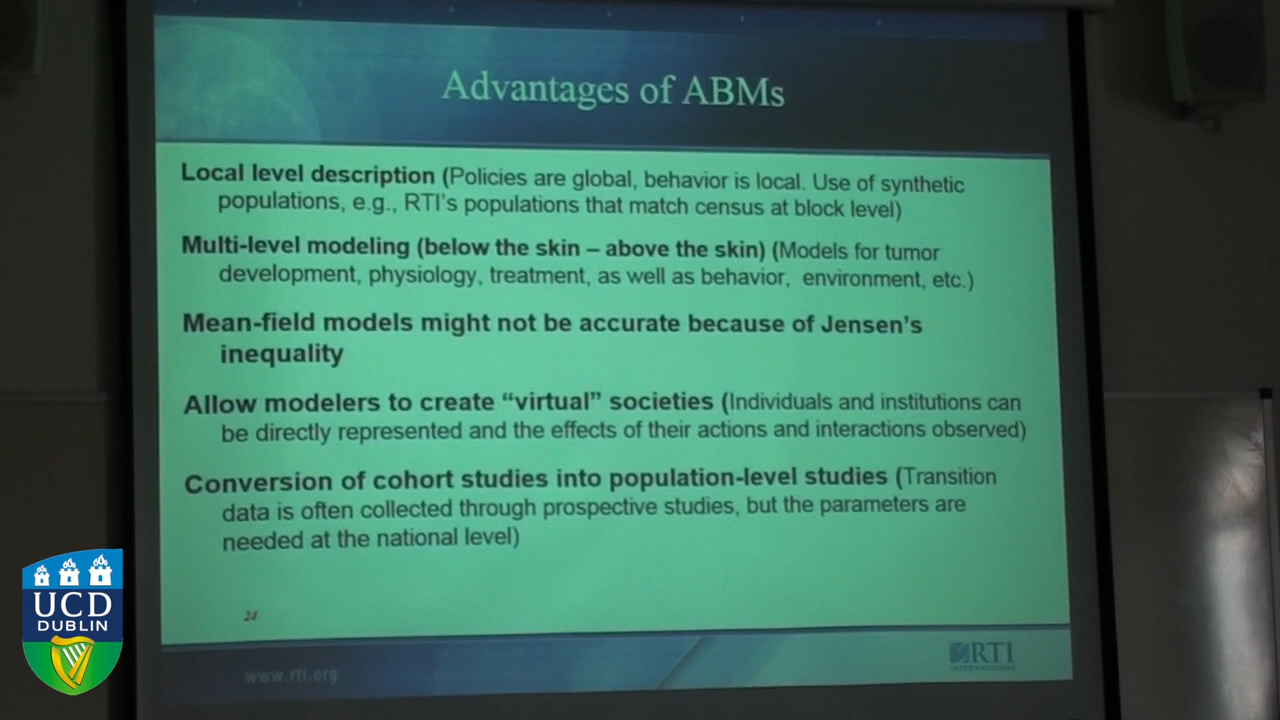 Advantages of ABMs
Local level description (Policies are global, behavior is local. Use of synthetic
populations, e.g., RTI's populations that match census at block level)
Multi-level modeling (below the skin – above the skin) (Models for tumor
development, physiology, treatment, as well as behavior, environment, etc.)
Mean-field models might not be accurate because of Jensen's
inequality
Allow modelers to create “virtual” societies (Individuals and institutions can
be directly represented and the effects of their actions and interactions observed)
Conversion of cohort studies into population-level studies (Transition
data is often collected through prospective studies, but the parameters are
needed at the national level)
24
www.rti.org
RTI
INTERNATIONAL
UCD
DUBLIN